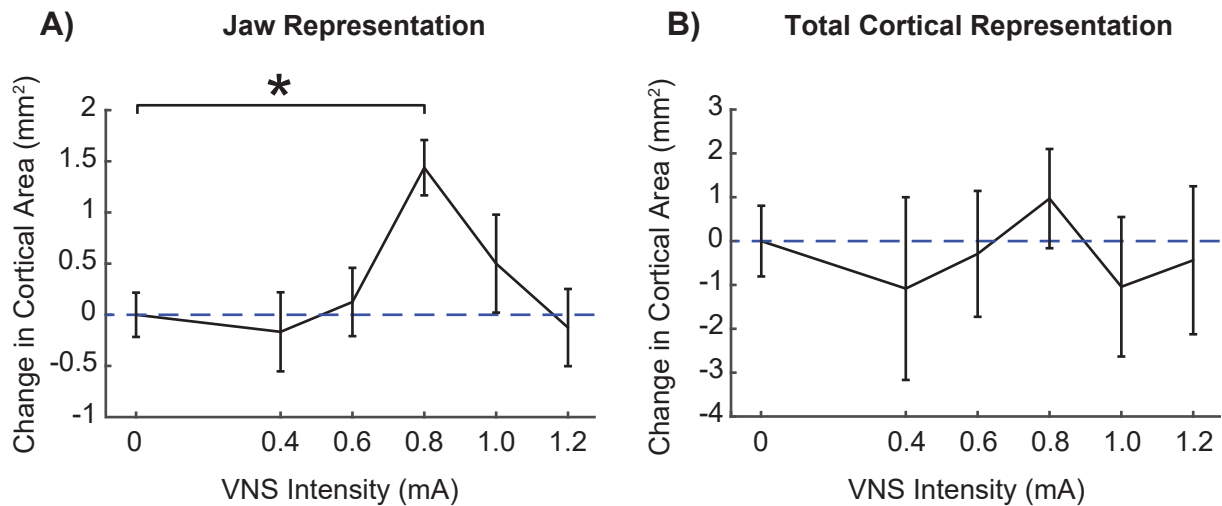 A)
Jaw Representation
Change in Cortical Area (mm²)
*
2
1.5
1
0.5
0
-0.5
-1
0 0.4 0.6 0.8 1.0 1.2
VNS Intensity (mA)
B)
Total Cortical Representation
Change in Cortical Area (mm²)
3
2
1
0
-1
-2
-3
-4
0 0.4 0.6 0.8 1.0 1.2
VNS Intensity (mA)